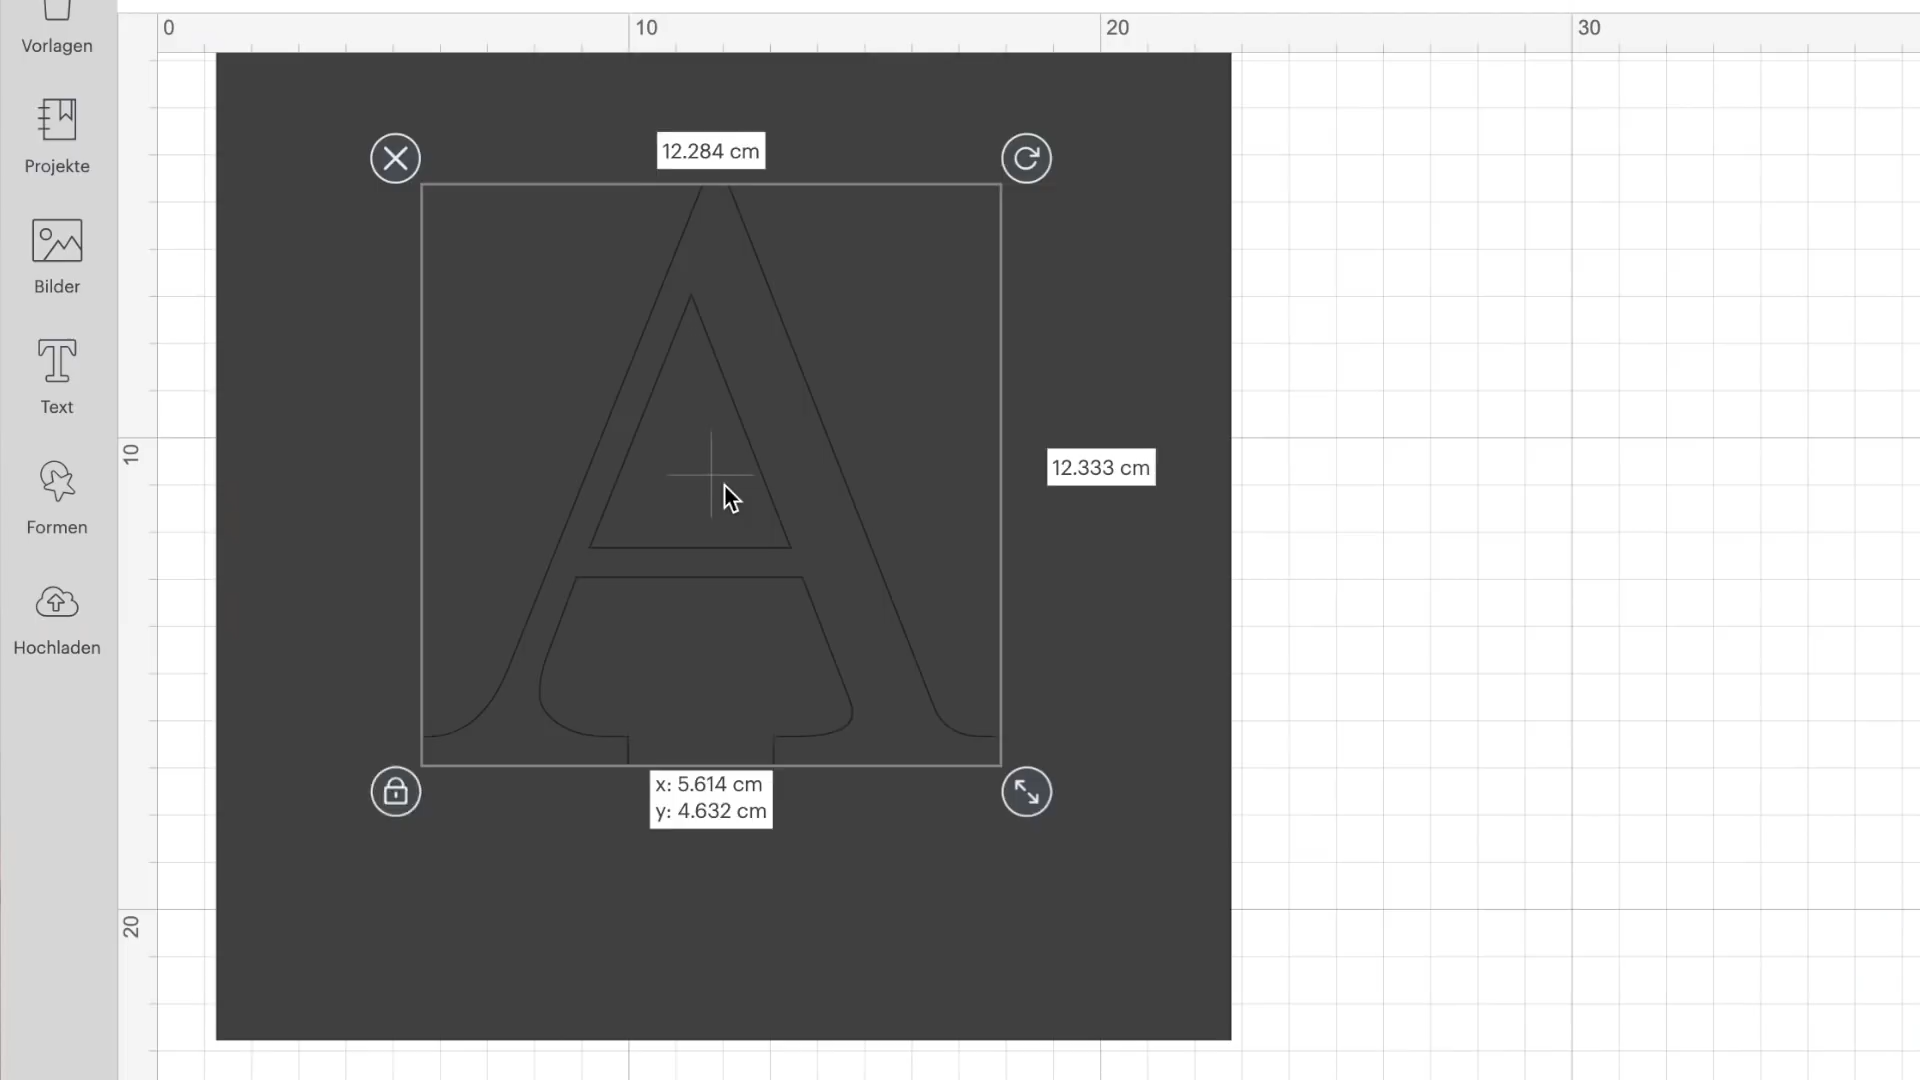 0
10
20
30
Vorlagen
Projekte
Bilder
Text
Formen
Hochladen
10
20
12.284 cm
A
12.333 cm
x: 5.614 cm
y: 4.632 cm